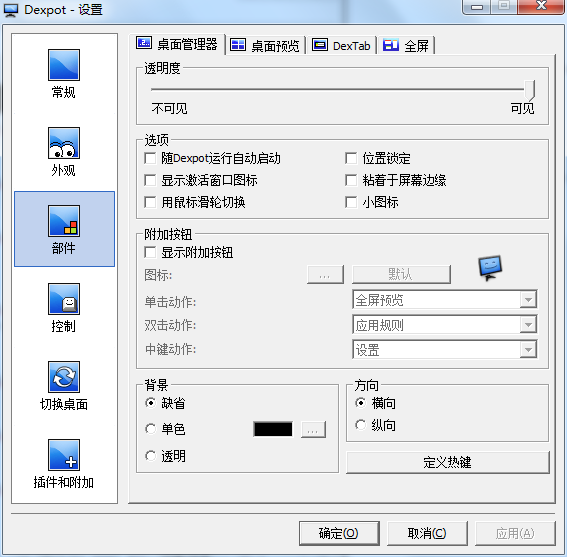 Dexpot - 设置
常规
外观
部件
控制
切换桌面
插件和附加
桌面管理器 桌面预览 DexTab 全屏
透明度
不可见 可见
选项
随Dexpot运行自动启动 位置锁定
显示激活窗口图标 粘着于屏幕边缘
用鼠标滑轮切换 小图标
附加按钮
显示附加按钮
图标: ... 默认
单击动作: 全屏预览
双击动作: 应用规则
中键动作: 设置
背景
缺省
单色 ...
透明
方向
横向
纵向
定义热键
确定(O) 取消(C) 应用(A)